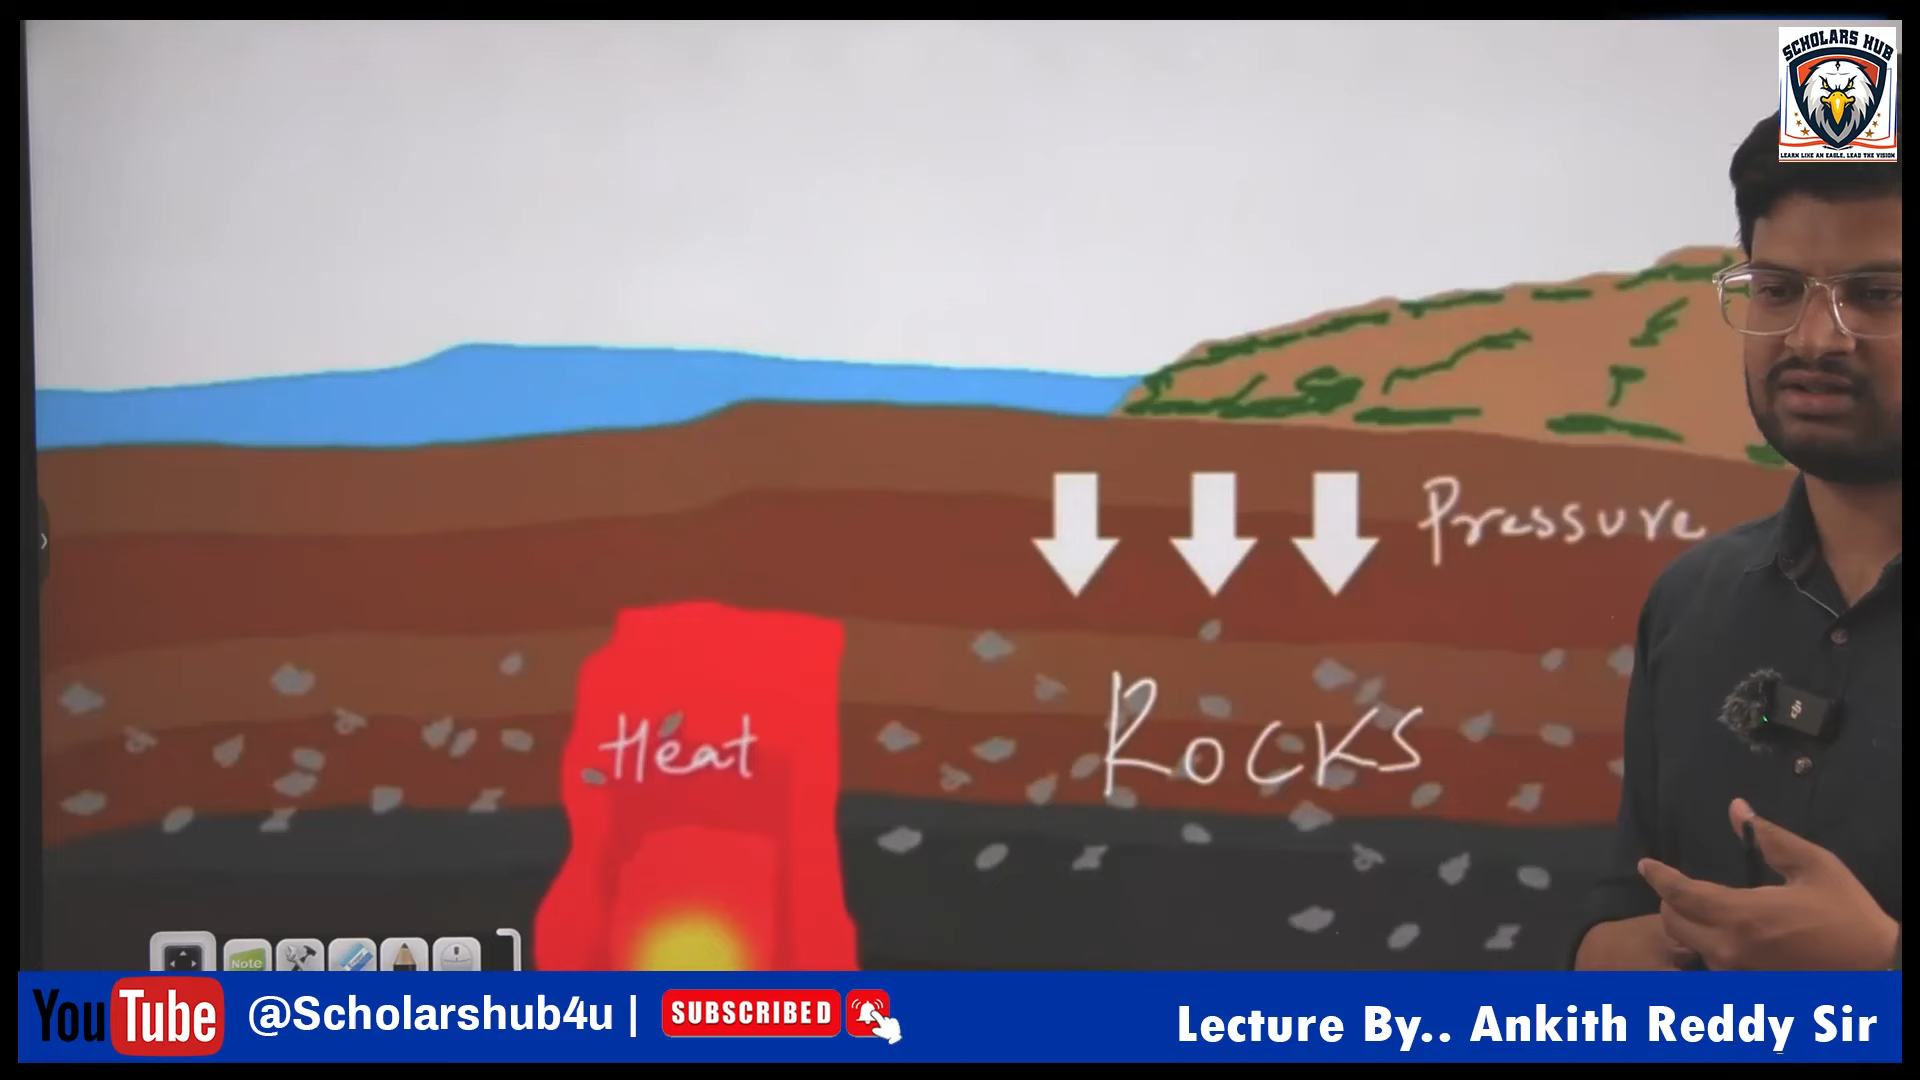 SCHOLARS HUB
LEARN LIKE AN EAGLE, LEAD THE VISION
Pressure
Heat
ROCKS
Note
YouTube @Scholarshub4u | SUBSCRIBED
Lecture By.. Ankith Reddy Sir